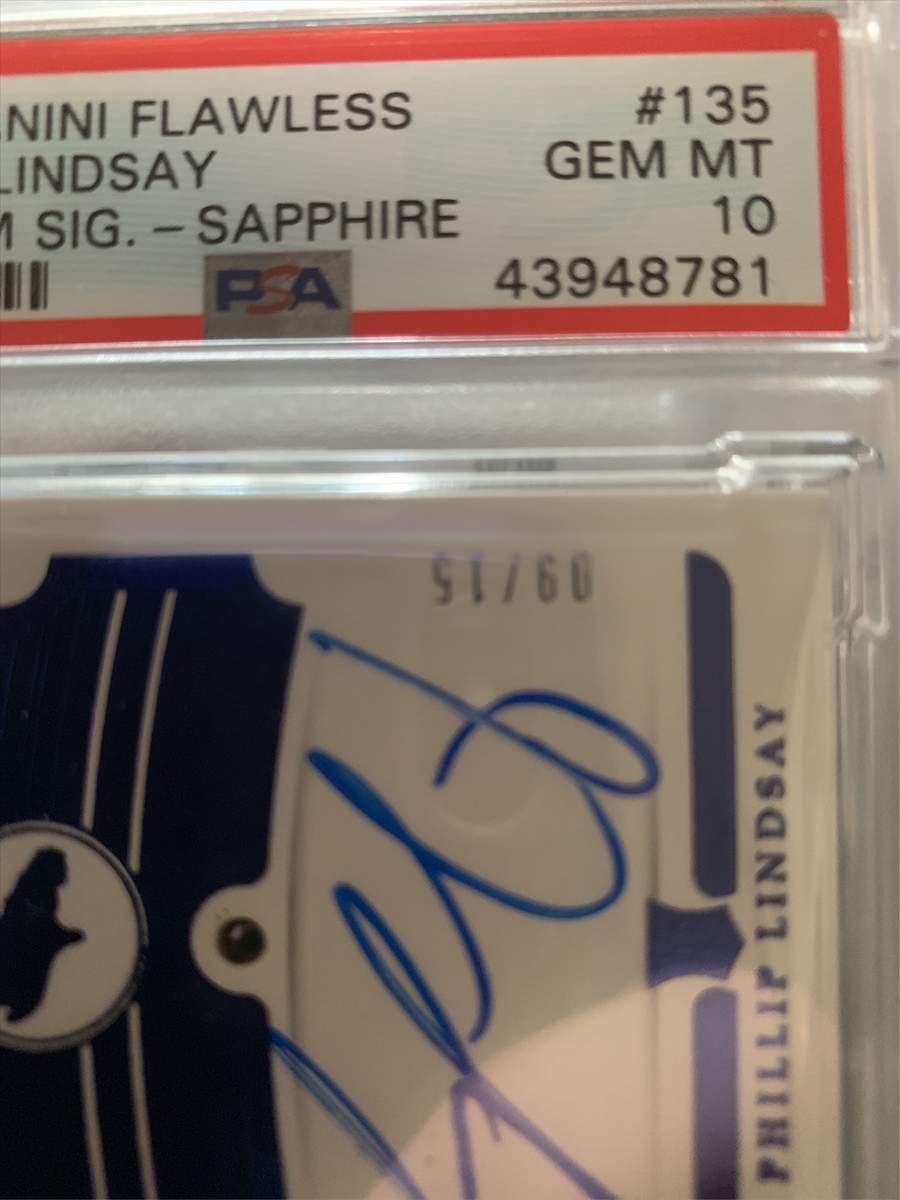 NINI FLAWLESS #135
LINDSAY GEM MT
M SIG. – SAPPHIRE 10
PSA 43948781
09/15
PHILLIP LINDSAY